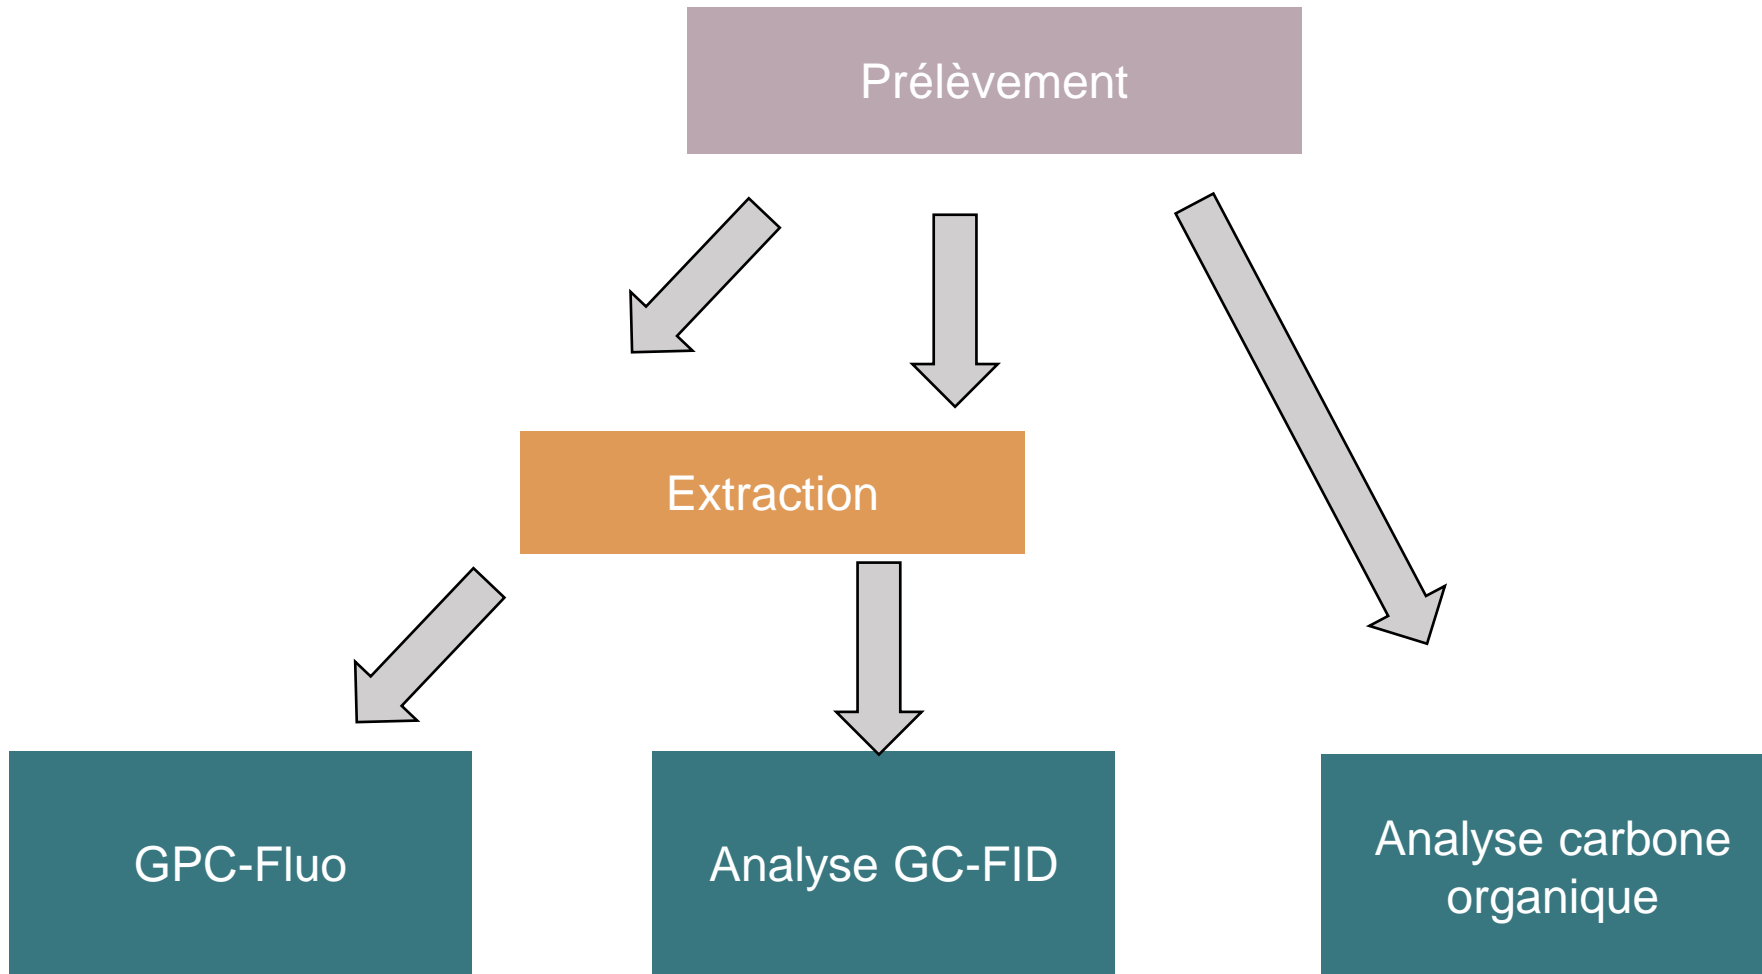 Prélèvement
Extraction
GPC-Fluo
Analyse GC-FID
Analyse carbone
organique